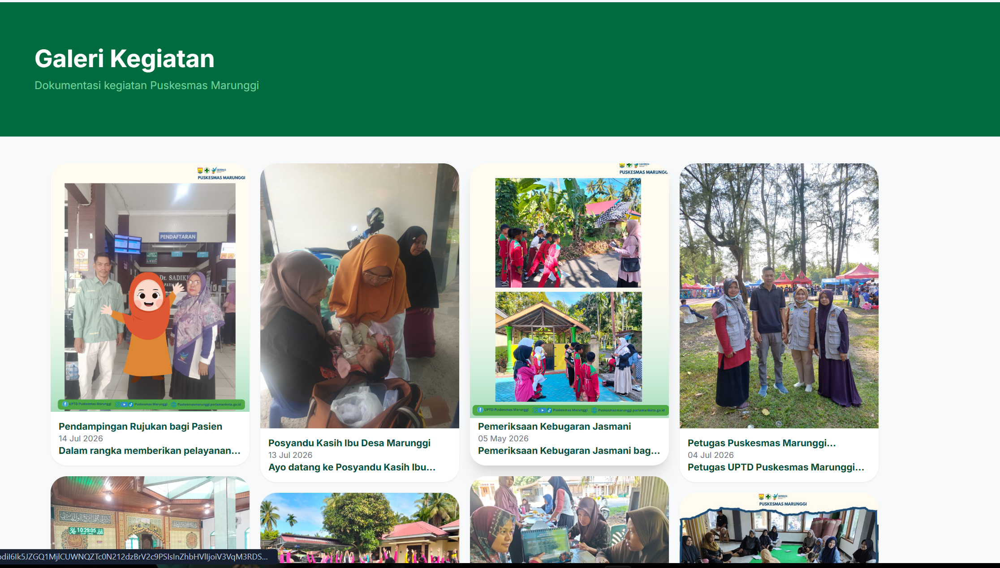 Galeri Kegiatan
Dokumentasi kegiatan Puskesmas Marunggi
GERMAS
PUSKESMAS MARUNGGI
PENDAFTARAN
Dr. SADIKI
UPTD Puskesmas Marunggi Puskesmas Marunggi Puskesmasmarunggi.pariamankota.go.id
Pendampingan Rujukan bagi Pasien
14 Jul 2026
Dalam rangka memberikan pelayanan...
Posyandu Kasih Ibu Desa Marunggi
13 Jul 2026
Ayo datang ke Posyandu Kasih Ibu...
GERMAS
PUSKESMAS MARUNGG
UPTD Puskesmas Marunggi Puskesmas Marunggi Puskesmasmarunggi.pariamankota.go.id
Pemeriksaan Kebugaran Jasmani
05 May 2026
Pemeriksaan Kebugaran Jasmani bag...
Petugas Puskesmas Marunggi...
04 Jul 2026
Petugas UPTD Puskesmas Marunggi...
10:29:05
GERMAS
PUSKESMAS MARUNGGI
odiI6Ik5JZGQ1MjlCUWNQZTc0N212dzBrV2c9PSIsInZhbHVlIjoiV3VqM3RDS...